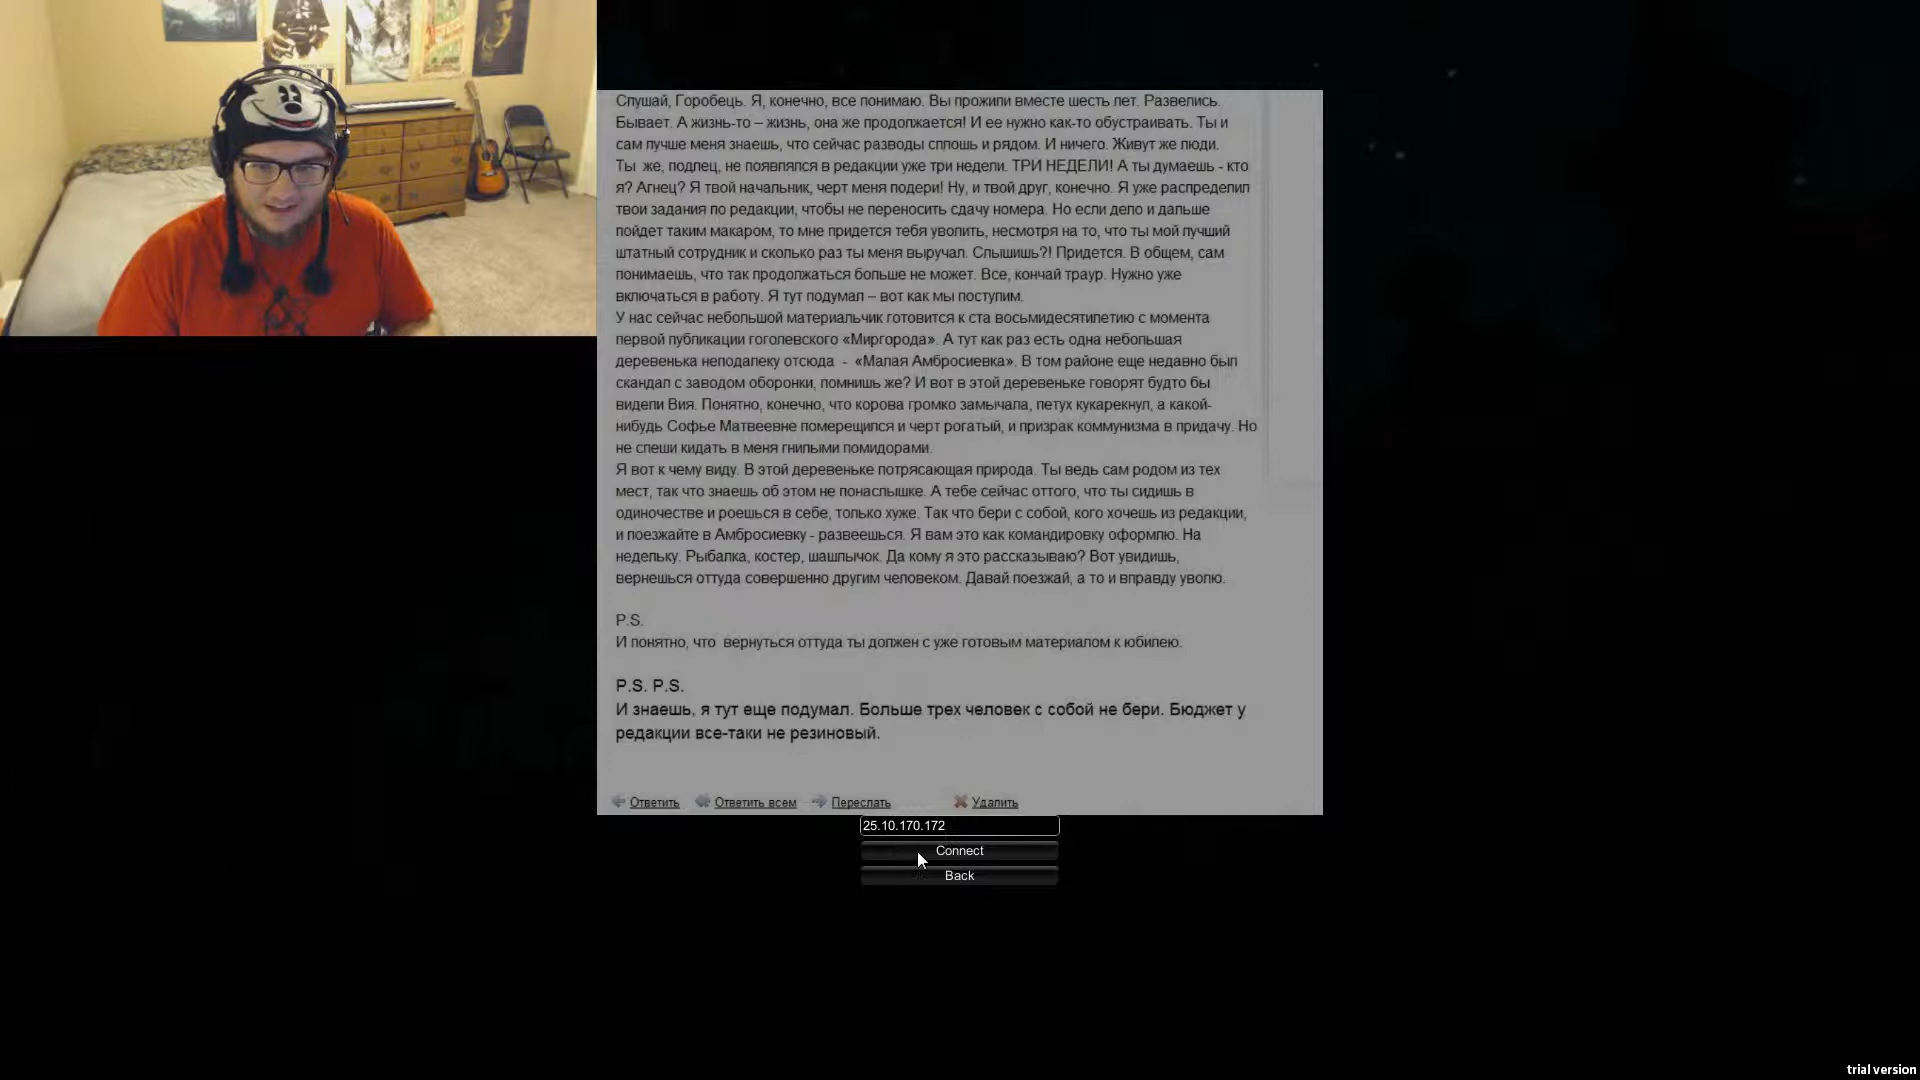 Слушай, Горобець. Я, конечно, все понимаю. Вы прожили вместе шесть лет. Развелись.
Бывает. А жизнь-то – жизнь, она же продолжается! И ее нужно как-то обустраивать. Ты и
сам лучше меня знаешь, что сейчас разводы сплошь и рядом. И ничего. Живут же люди.
Ты же, подлец, не появлялся в редакции уже три недели. ТРИ НЕДЕЛИ! А ты думаешь - кто
я? Агнец? Я твой начальник, черт меня подери! Ну, и твой друг, конечно. Я уже распределил
твои задания по редакции, чтобы не переносить сдачу номера. Но если дело и дальше
пойдет таким макаром, то мне придется тебя уволить, несмотря на то, что ты мой лучший
штатный сотрудник и сколько раз ты меня выручал. Слышишь?! Придется. В общем, сам
понимаешь, что так продолжаться больше не может. Все, кончай траур. Нужно уже
включаться в работу. Я тут подумал – вот как мы поступим.
У нас сейчас небольшой материальчик готовится к ста восьмидесятилетию с момента
первой публикации гоголевского «Миргорода». А тут как раз есть одна небольшая
деревенька неподалеку отсюда - «Малая Амбросиевка». В том районе еще недавно был
скандал с заводом оборонки, помнишь же? И вот в этой деревеньке говорят будто бы
видели Вия. Понятно, конечно, что корова громко замычала, петух кукарекнул, а какой-
нибудь Софье Матвеевне померещился и черт рогатый, и призрак коммунизма в придачу. Но
не спеши кидать в меня гнилыми помидорами.
Я вот к чему виду. В этой деревеньке потрясающая природа. Ты ведь сам родом из тех
мест, так что знаешь об этом не понаслышке. А тебе сейчас оттого, что ты сидишь в
одиночестве и роешься в себе, только хуже. Так что бери с собой, кого хочешь из редакции,
и поезжайте в Амбросиевку - развеешься. Я вам это как командировку оформлю. На
недельку. Рыбалка, костер, шашлычок. Да кому я это рассказываю? Вот увидишь,
вернешься оттуда совершенно другим человеком. Давай поезжай, а то и вправду уволю.
P.S.
И понятно, что вернуться оттуда ты должен с уже готовым материалом к юбилею.
P.S. P.S.
И знаешь, я тут еще подумал. Больше трех человек с собой не бери. Бюджет у
редакции все-таки не резиновый.
Ответить Ответить всем Переслать Удалить
25.10.170.172
Connect
Back
trial version